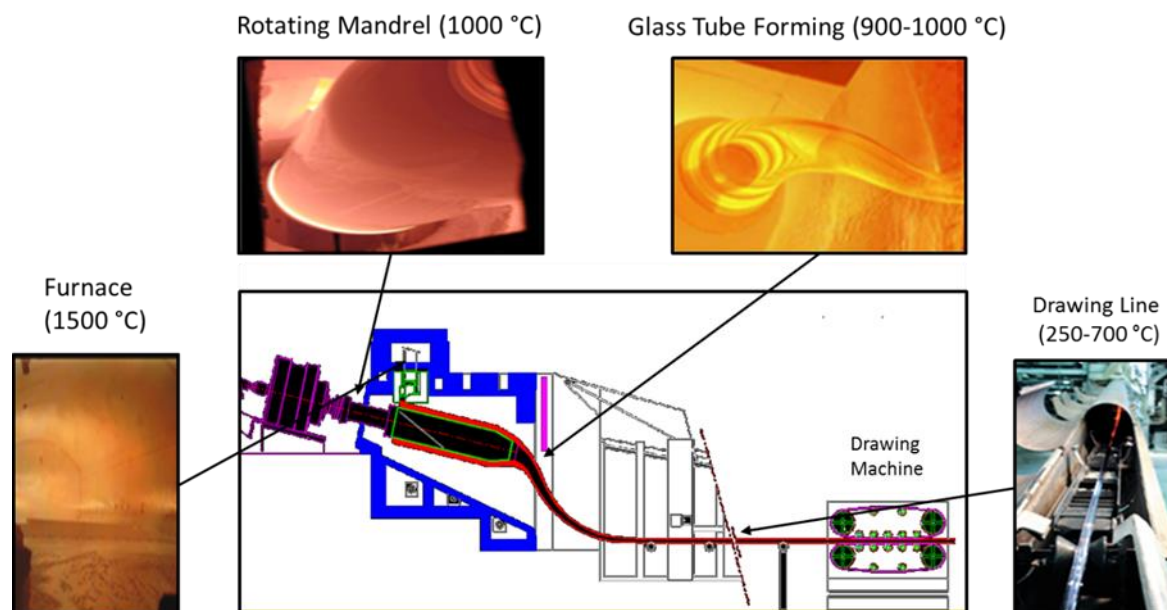 Rotating Mandrel (1000 °C)
Glass Tube Forming (900-1000 °C)
Furnace
(1500 °C)
Drawing Line
(250-700 °C)
Drawing
Machine